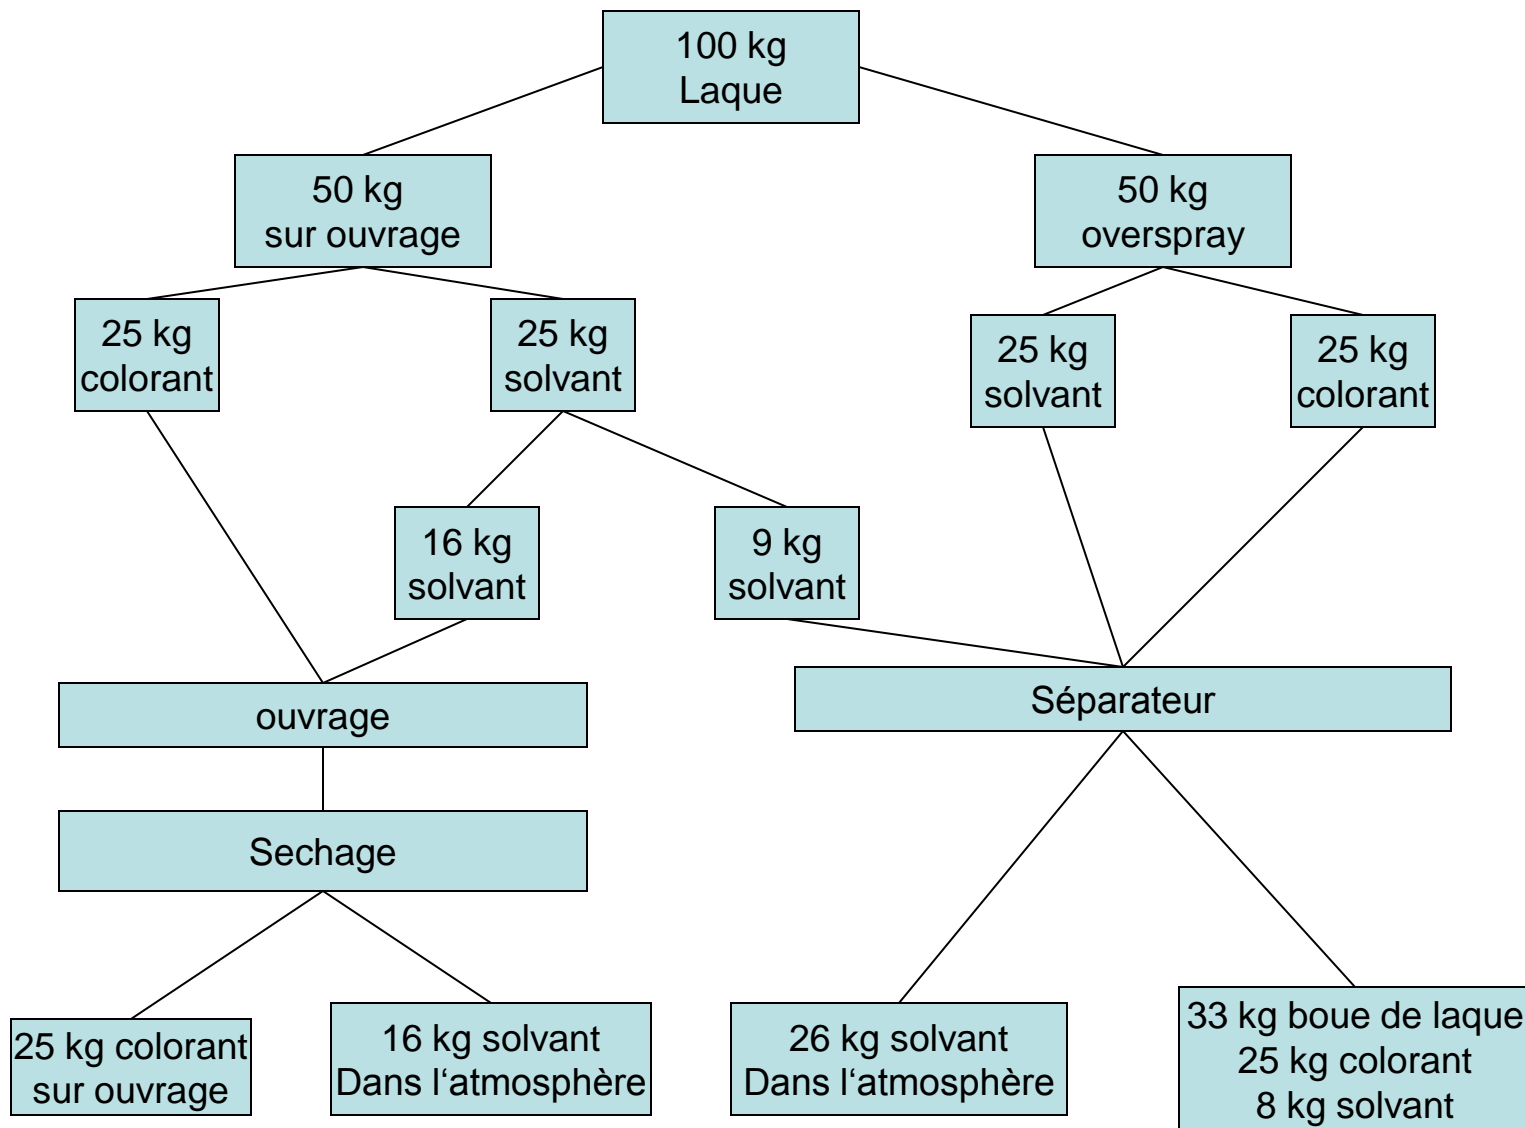 100 kg
Laque
50 kg
sur ouvrage
50 kg
overspray
25 kg
colorant
25 kg
solvant
25 kg
solvant
25 kg
colorant
16 kg
solvant
9 kg
solvant
ouvrage
Séparateur
Sechage
25 kg colorant
sur ouvrage
16 kg solvant
Dans l‘atmosphère
26 kg solvant
Dans l‘atmosphère
33 kg boue de laque
25 kg colorant
8 kg solvant